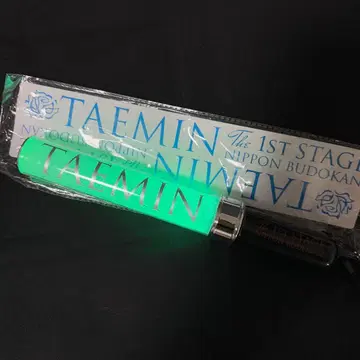 TAEMIN The 1ST STAGE
NIPPON BUDOKAN
TAEMIN
TAEMIN